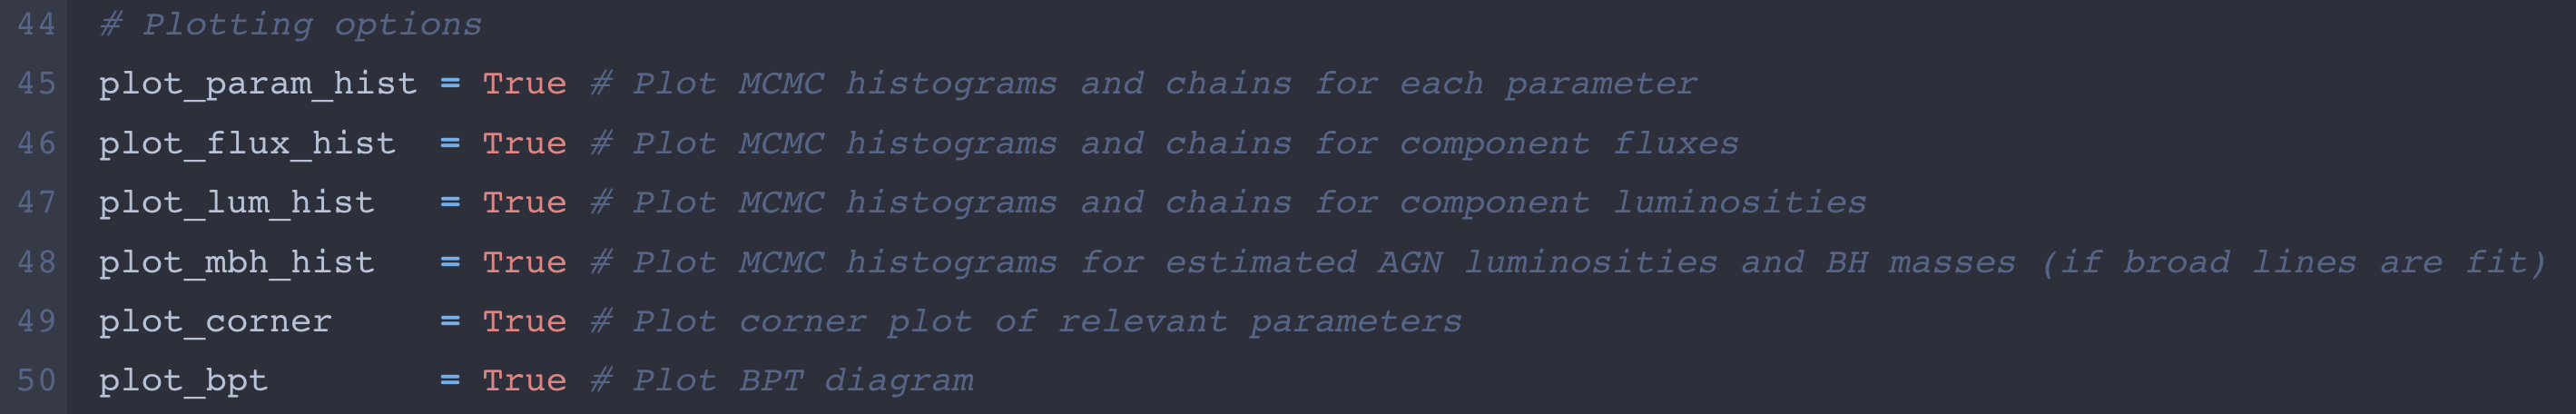 44 # Plotting options
45 plot_param_hist = True # Plot MCMC histograms and chains for each parameter
46 plot_flux_hist  = True # Plot MCMC histograms and chains for component fluxes
47 plot_lum_hist   = True # Plot MCMC histograms and chains for component luminosities
48 plot_mbh_hist   = True # Plot MCMC histograms for estimated AGN luminosities and BH masses (if broad lines are fit)
49 plot_corner     = True # Plot corner plot of relevant parameters
50 plot_bpt        = True # Plot BPT diagram